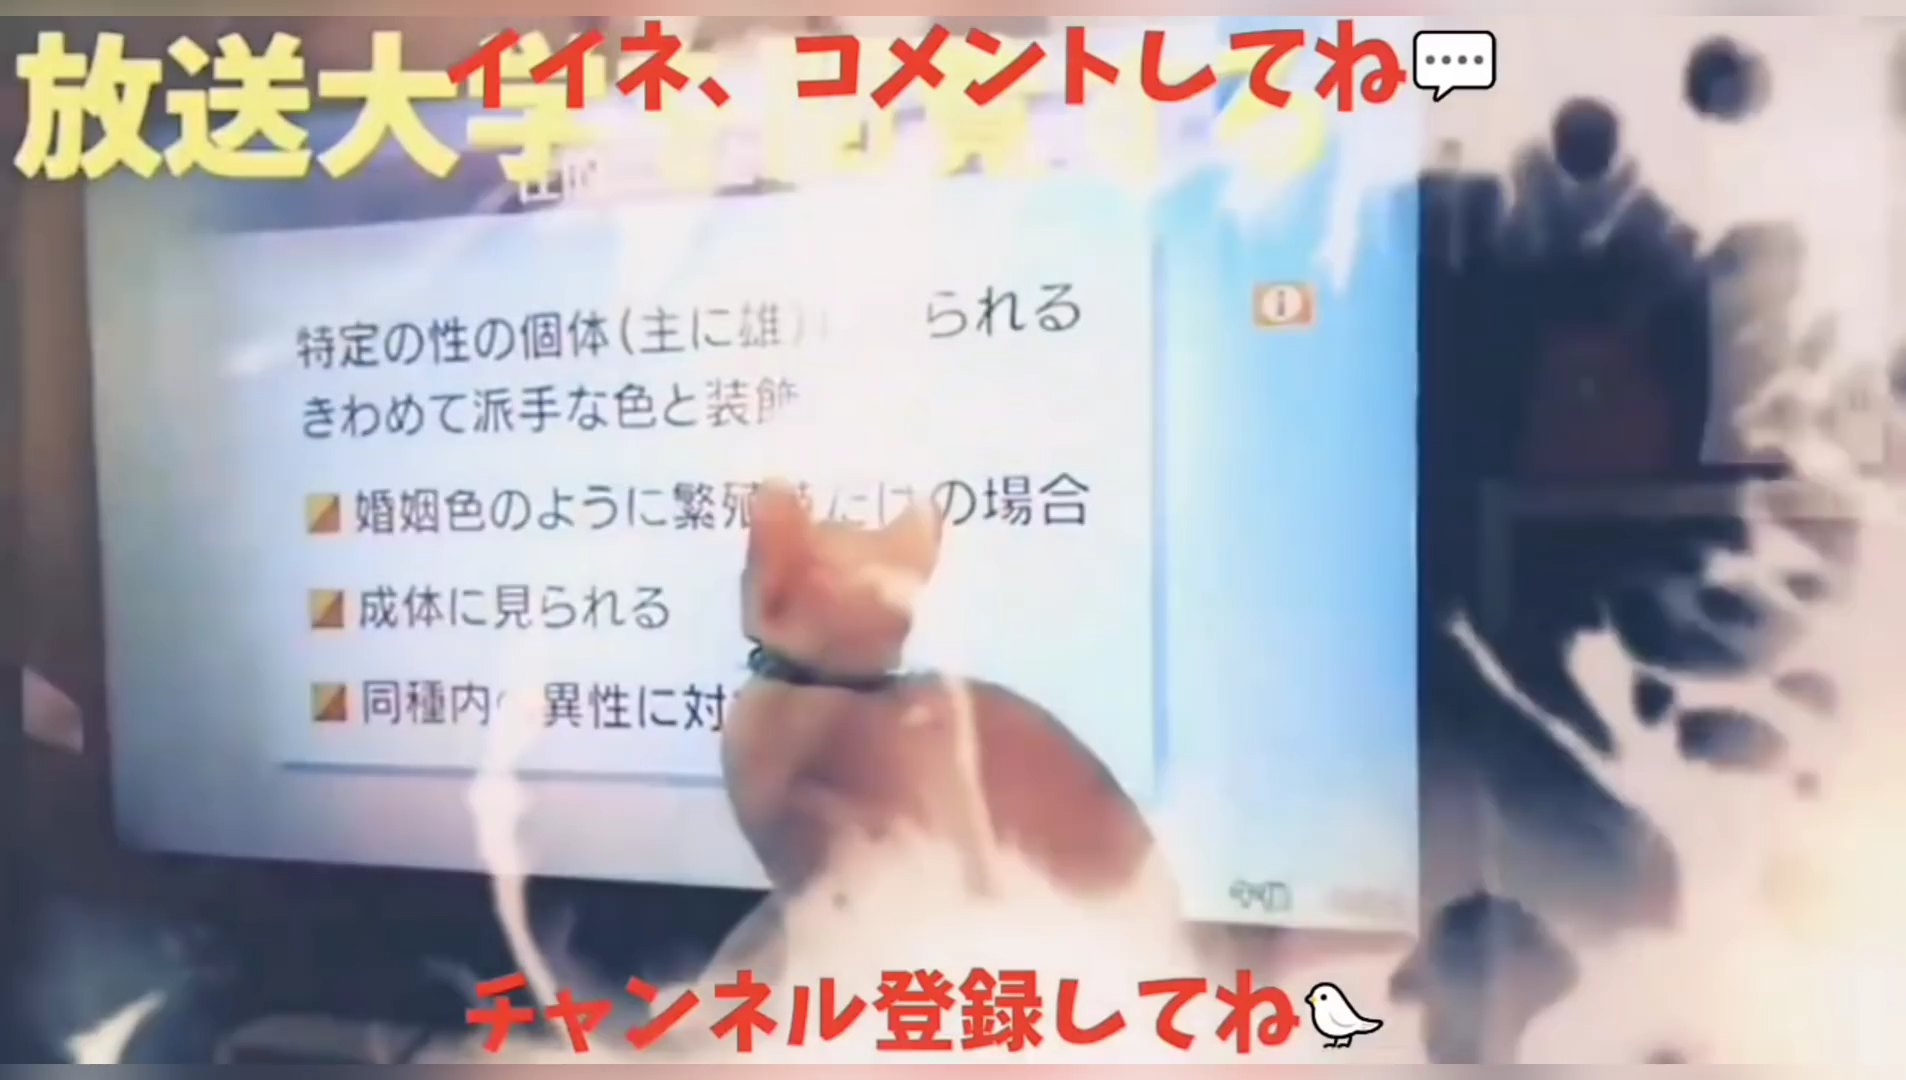 イイネ、コメントしてね
放送大学
特定の性の個体(主に雄) られる
きわめて派手な色と装飾
婚姻色のように繁殖 だけの場合
成体に見られる
同種内 異性に対
チャンネル登録してね